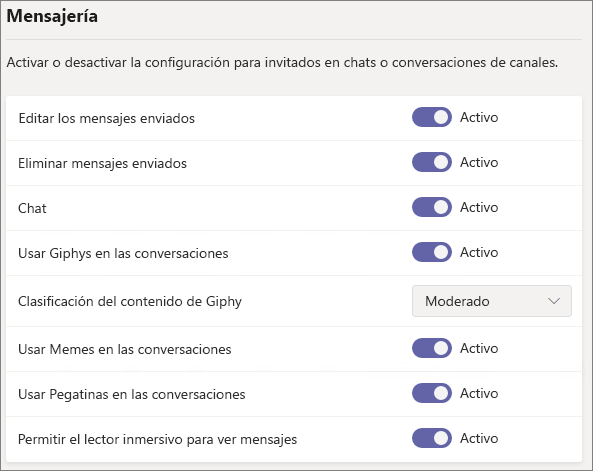 Mensajería
Activar o desactivar la configuración para invitados en chats o conversaciones de canales.
Editar los mensajes enviados Activo
Eliminar mensajes enviados Activo
Chat Activo
Usar Giphys en las conversaciones Activo
Clasificación del contenido de Giphy Moderado
Usar Memes en las conversaciones Activo
Usar Pegatinas en las conversaciones Activo
Permitir el lector inmersivo para ver mensajes Activo